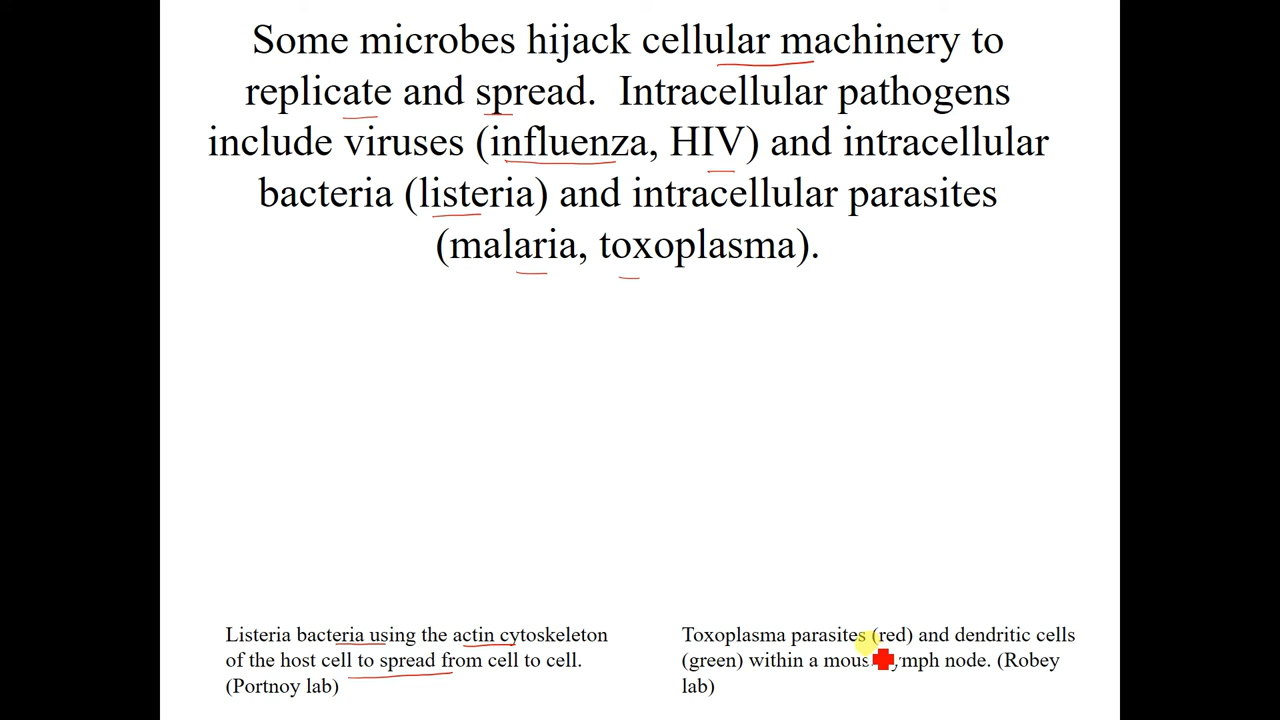 Some microbes hijack cellular machinery to
replicate and spread.  Intracellular pathogens
include viruses (influenza, HIV) and intracellular
bacteria (listeria) and intracellular parasites
(malaria, toxoplasma).
Listeria bacteria using the actin cytoskeleton
of the host cell to spread from cell to cell.
(Portnoy lab)
Toxoplasma parasites (red) and dendritic cells
(green) within a mouse lymph node. (Robey
lab)